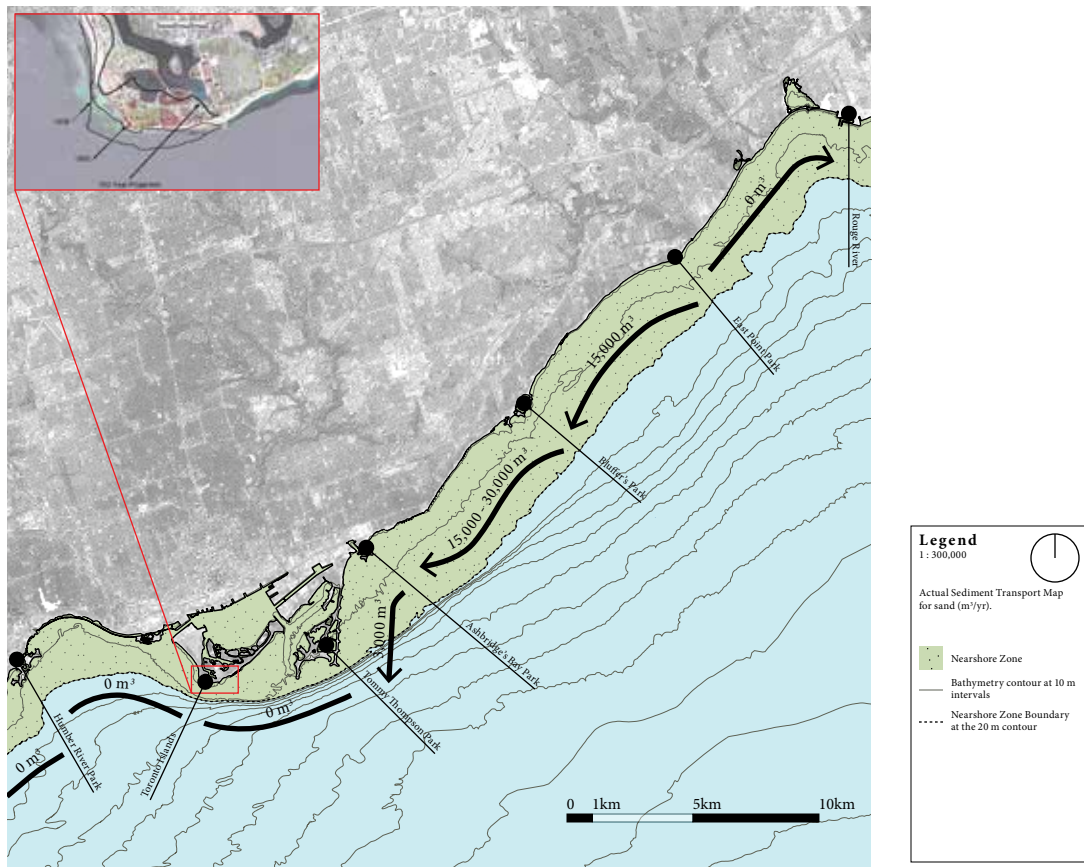 0 m³
Rouge River
15,000 m³
East Point Park
15,000 - 30,000 m³
Bluffer's Park
000 m³
Ashbridge's Bay Park
Tommy Thompson Park
0 m³
0 m³
Toronto Islands
Humber River Park
0 m³
0 1km 5km 10km
Legend
1 : 300,000
Actual Sediment Transport Map
for sand (m³/yr).
Nearshore Zone
Bathymetry contour at 10 m
intervals
Nearshore Zone Boundary
at the 20 m contour